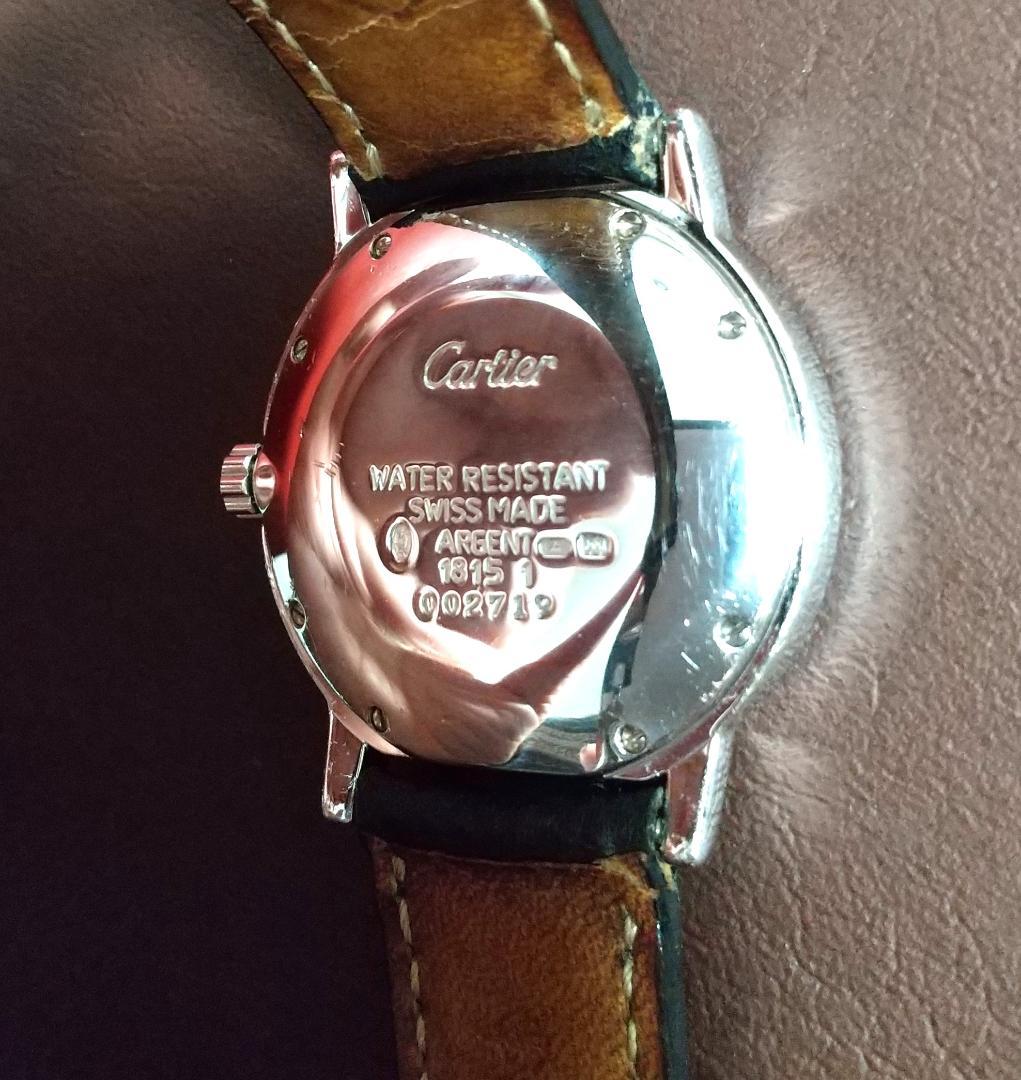 Cartier
WATER RESISTANT
SWISS MADE
ARGENT
1815 1
002719